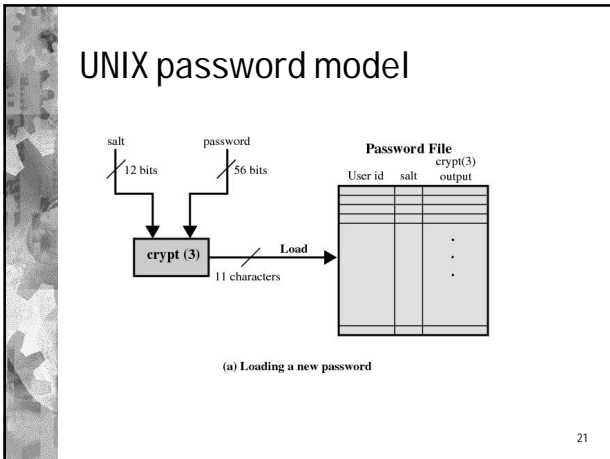 UNIX password model
salt
password
12 bits
56 bits
crypt (3)
Load
11 characters
Password File
User id
salt
crypt(3)
output
.
.
.
(a) Loading a new password
21